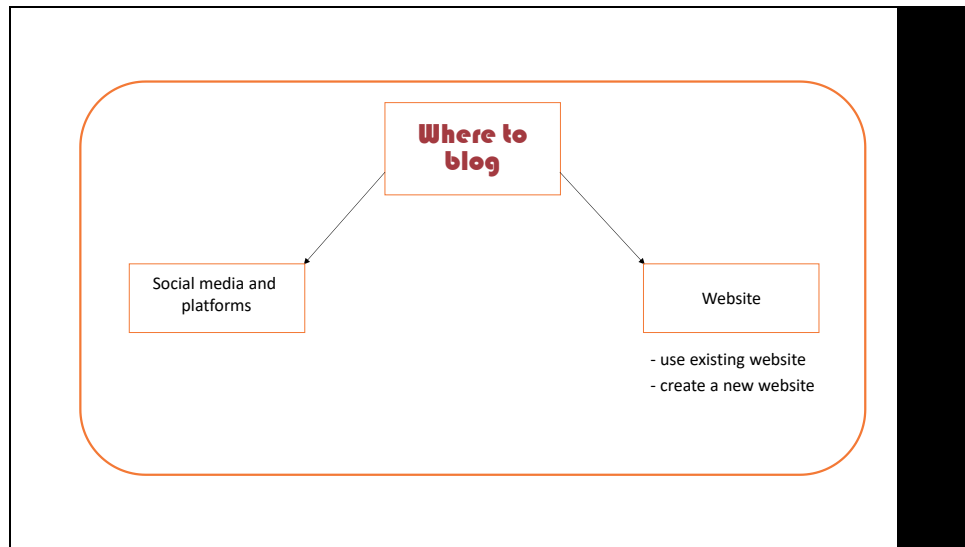 Where to
blog
Social media and
platforms
Website
- use existing website
- create a new website